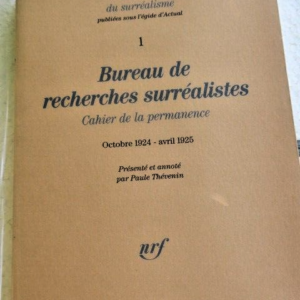 du surréalisme
publiées sous l'égide d'Actual
1
Bureau de
recherches surréalistes
Cahier de la permanence
Octobre 1924 - avril 1925
Présenté et annoté
par Paule Thévenin
nrf